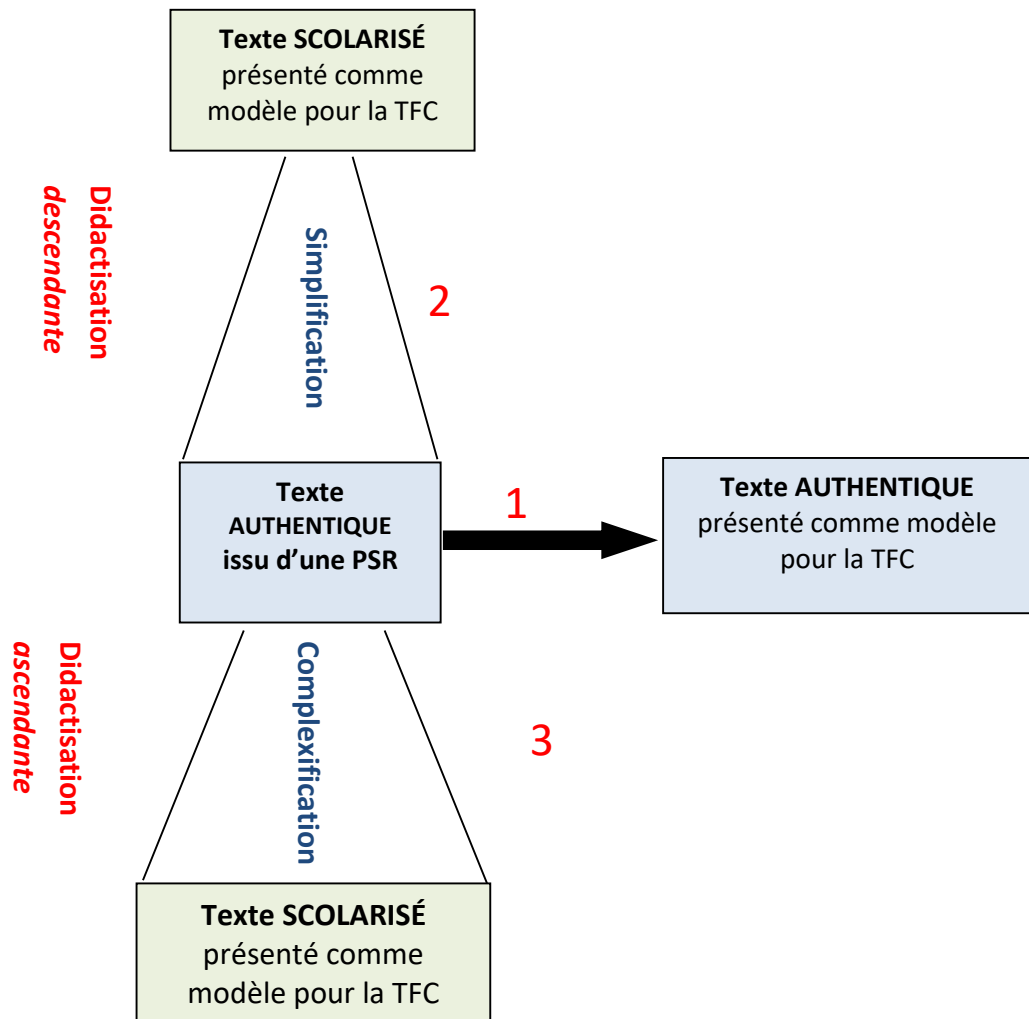 Texte SCOLARISÉ
présenté comme
modèle pour la TFC
Didactisation
descendante
Simplification
2
Texte
AUTHENTIQUE
issu d’une PSR
1
Texte AUTHENTIQUE
présenté comme modèle
pour la TFC
Didactisation
ascendante
Complexification
3
Texte SCOLARISÉ
présenté comme
modèle pour la TFC